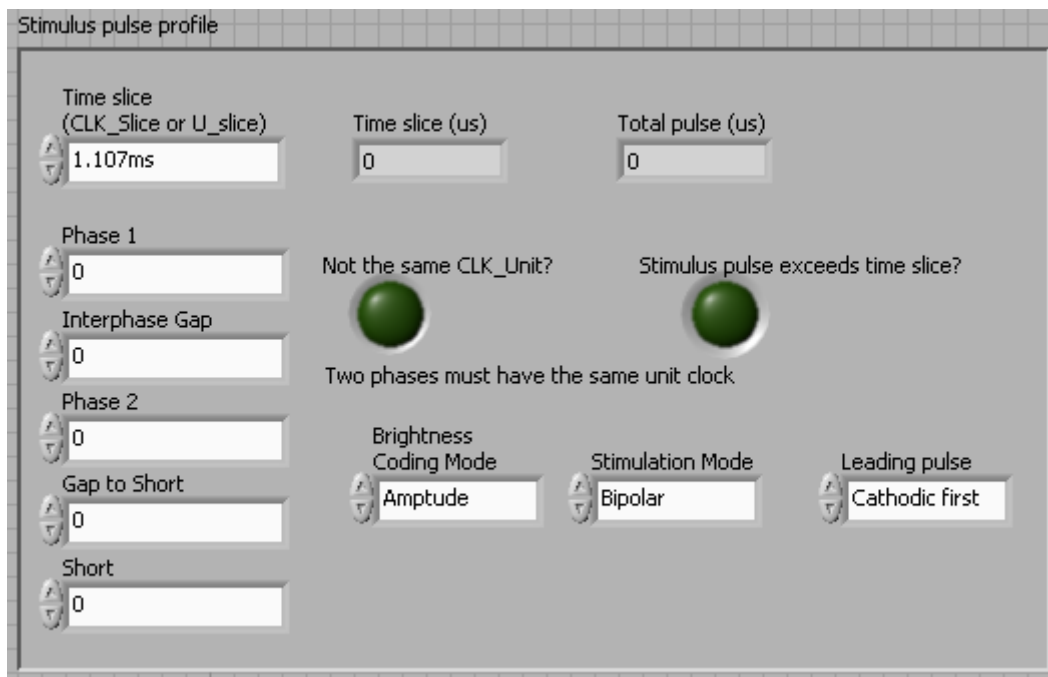 Stimulus pulse profile
Time slice
(CLK_Slice or U_slice)
1.107ms
Time slice (us)
0
Total pulse (us)
0
Phase 1
0
Interphase Gap
0
Phase 2
0
Gap to Short
0
Short
0
Not the same CLK_Unit?
Stimulus pulse exceeds time slice?
Two phases must have the same unit clock
Brightness
Coding Mode
Amptude
Stimulation Mode
Bipolar
Leading pulse
Cathodic first